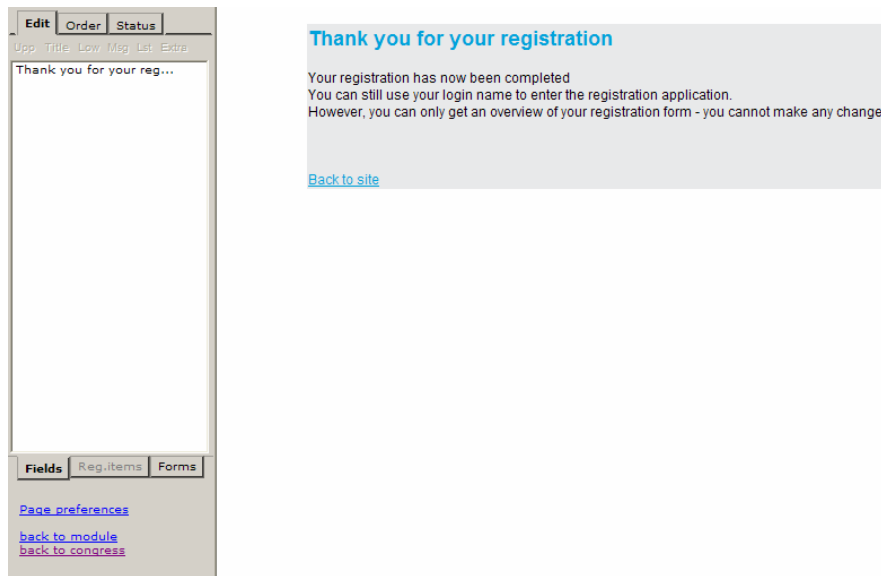 Edit Order Status
Upp Title Low Msg Lst Extra
Thank you for your reg...
Fields Reg.items Forms
Page preferences
back to module
back to congress
Thank you for your registration
Your registration has now been completed
You can still use your login name to enter the registration application.
However, you can only get an overview of your registration form - you cannot make any change
Back to site